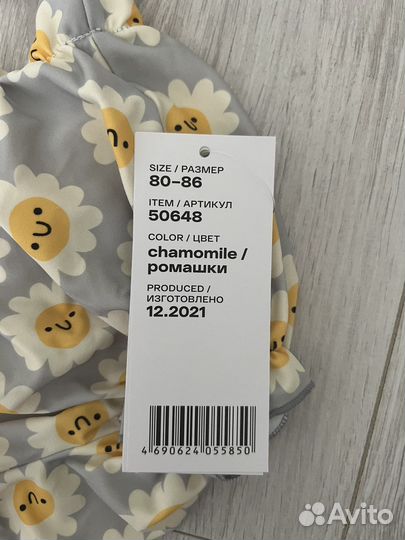 SIZE / РАЗМЕР
80–86
ITEM / АРТИКУЛ
50648
COLOR / ЦВЕТ
chamomile /
ромашки
PRODUCED /
ИЗГОТОВЛЕНО
12.2021
4 690624 055850
Avito